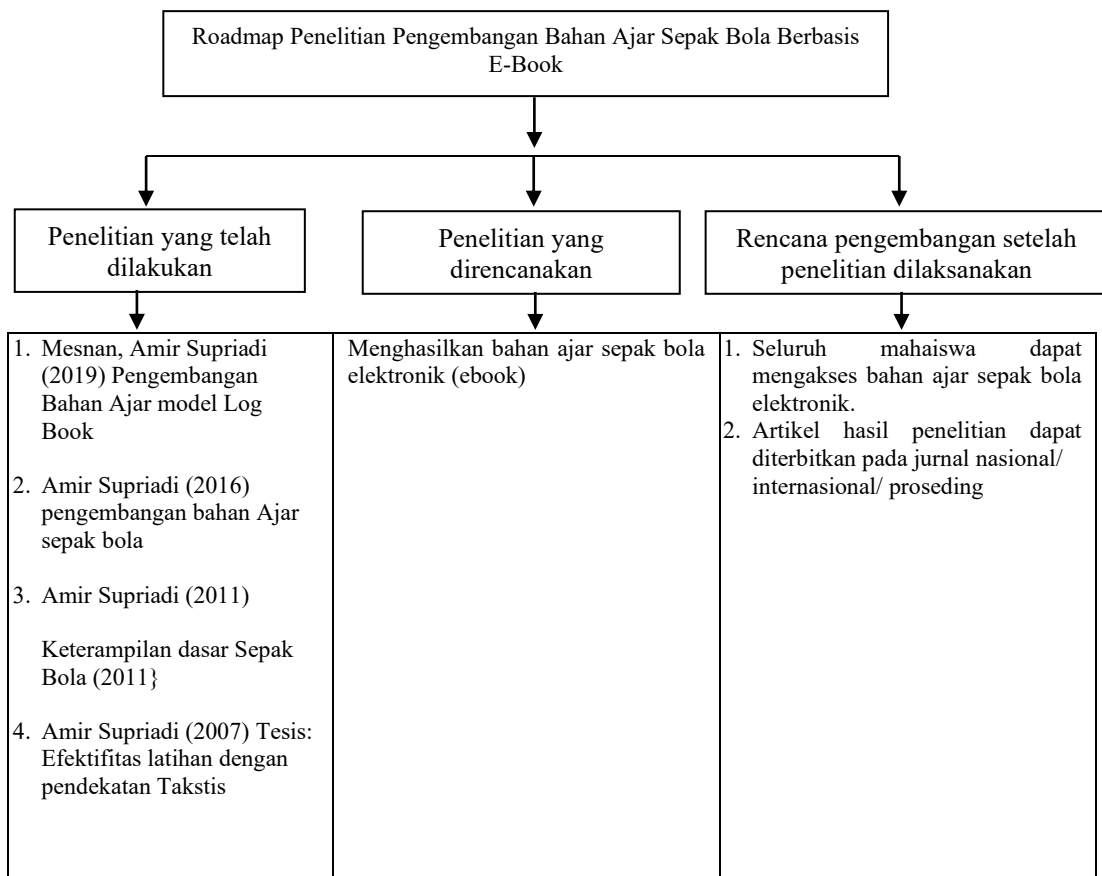 Roadmap Penelitian Pengembangan Bahan Ajar Sepak Bola Berbasis
E-Book
Penelitian yang telah
dilakukan
Penelitian yang
direncanakan
Rencana pengembangan setelah
penelitian dilaksanakan
1. Mesnan, Amir Supriadi
(2019) Pengembangan
Bahan Ajar model Log
Book
2. Amir Supriadi (2016)
pengembangan bahan Ajar
sepak bola
3. Amir Supriadi (2011)
Keterampilan dasar Sepak
Bola (2011}
4. Amir Supriadi (2007) Tesis:
Efektifitas latihan dengan
pendekatan Takstis
Menghasilkan bahan ajar sepak bola
elektronik (ebook)
1. Seluruh mahaiswa dapat
mengakses bahan ajar sepak bola
elektronik.
2. Artikel hasil penelitian dapat
diterbitkan pada jurnal nasional/
internasional/ proseding